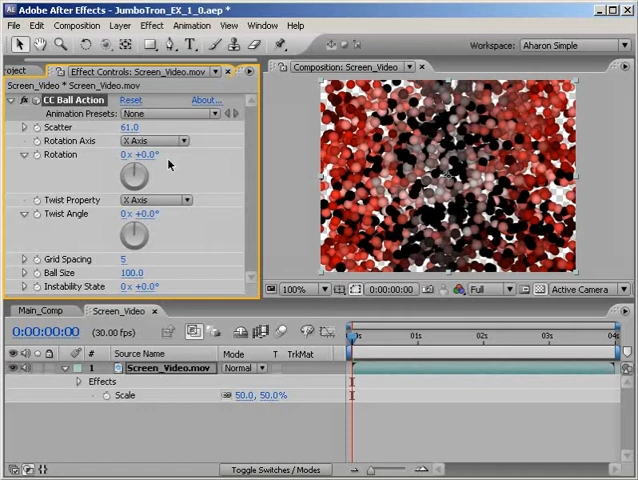 Adobe After Effects - JumboTron_EX_1_0.aep *
File Edit Composition Layer Effect Animation View Window Help
Workspace: Aharon Simple
roject Effect Controls: Screen_Video.mov
Composition: Screen_Video
Screen_Video * Screen_Video.mov
fx CC Ball Action Reset About...
Animation Presets: None
Scatter 61.0
Rotation Axis X Axis
Rotation 0x +0.0°
Twist Property X Axis
Twist Angle 0x +0.0°
Grid Spacing 5
Ball Size 100.0
Instability State 0x +0.0°
100% 0:00:00:00 Full Active Camera
Main_Comp Screen_Video
0:00:00:00 (30.00 fps)
01s 02s 03s 04s
# Source Name Mode T TrkMat
1 Screen_Video.mov Normal
Effects
Scale 50.0, 50.0%
Toggle Switches / Modes